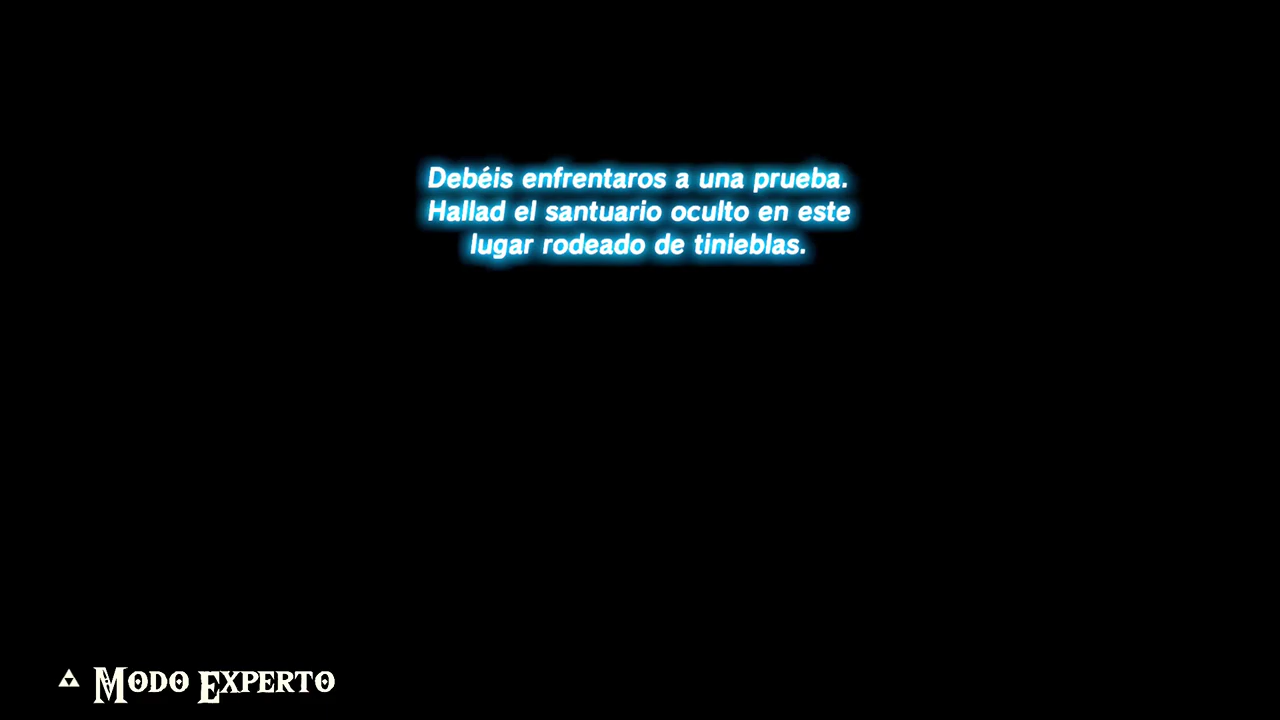 Debéis enfrentaros a una prueba.
Hallad el santuario oculto en este
lugar rodeado de tinieblas.
Modo Experto